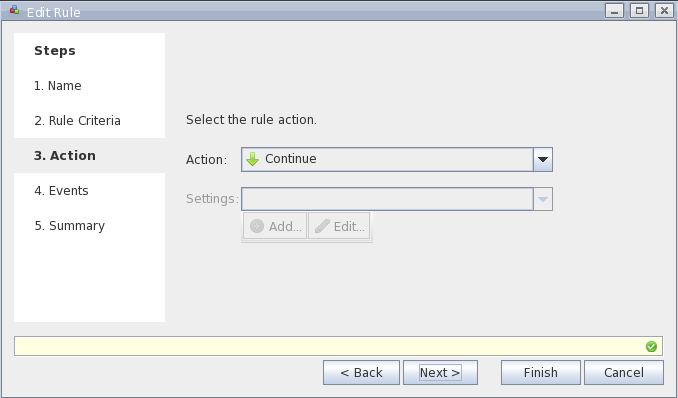 Edit Rule
Steps
1. Name
2. Rule Criteria
3. Action
4. Events
5. Summary
Select the rule action.
Action: Continue
Settings:
Add... Edit...
< Back Next > Finish Cancel